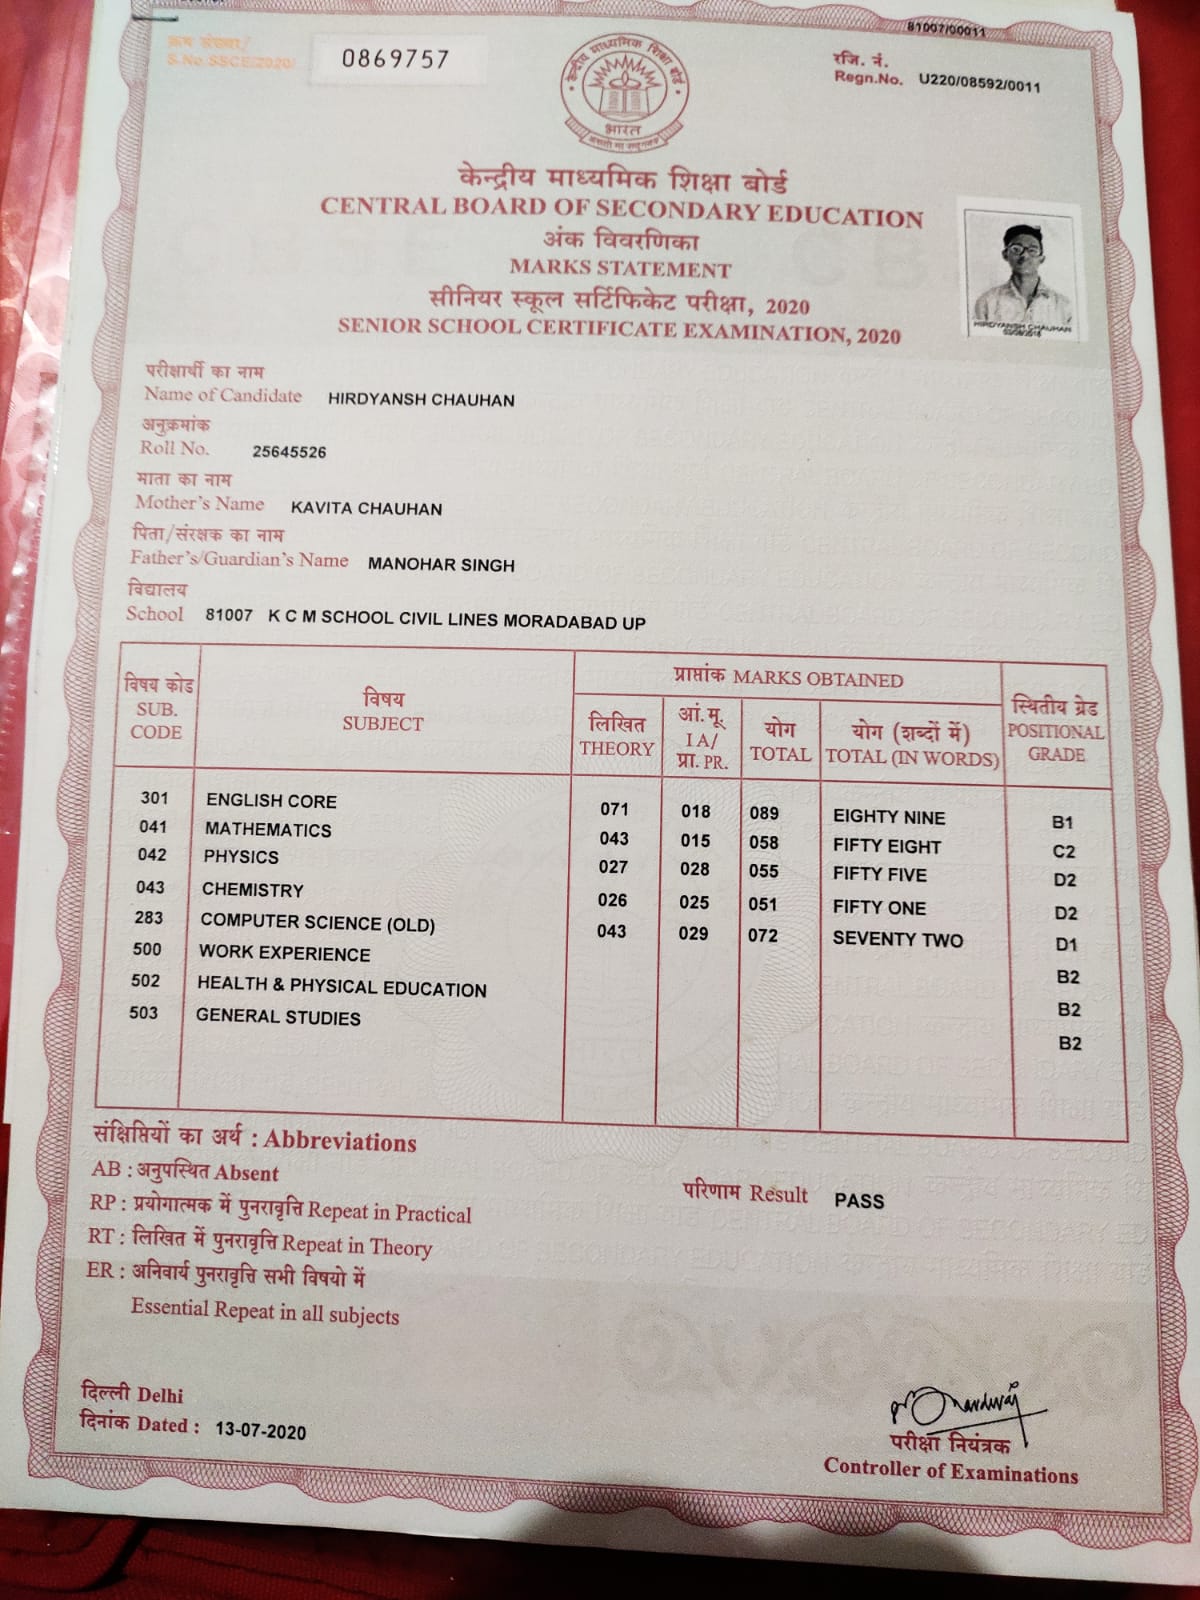 81007/00011
क्रम संख्या/
S.No.SSCE/2020/ 0869757
रजि. नं.
Regn.No. U220/08592/0011
केन्द्रीय माध्यमिक शिक्षा बोर्ड
भारत
केन्द्रीय माध्यमिक शिक्षा बोर्ड
CENTRAL BOARD OF SECONDARY EDUCATION
अंक विवरणिका
MARKS STATEMENT
सीनियर स्कूल सर्टिफिकेट परीक्षा, 2020
SENIOR SCHOOL CERTIFICATE EXAMINATION, 2020
HIRDYANSH CHAUHAN
परीक्षार्थी का नाम
Name of Candidate HIRDYANSH CHAUHAN
अनुक्रमांक
Roll No. 25645526
माता का नाम
Mother's Name KAVITA CHAUHAN
पिता/संरक्षक का नाम
Father's/Guardian's Name MANOHAR SINGH
विद्यालय
School 81007 K C M SCHOOL CIVIL LINES MORADABAD UP
विषय कोड
SUB.
CODE
विषय
SUBJECT
प्राप्तांक MARKS OBTAINED
लिखित
THEORY
आं.मू.
I A/
प्रा. PR.
योग
TOTAL
योग (शब्दों में)
TOTAL (IN WORDS)
स्थितीय ग्रेड
POSITIONAL
GRADE
301 ENGLISH CORE 071 018 089 EIGHTY NINE B1
041 MATHEMATICS 043 015 058 FIFTY EIGHT C2
042 PHYSICS 027 028 055 FIFTY FIVE D2
043 CHEMISTRY 026 025 051 FIFTY ONE D2
283 COMPUTER SCIENCE (OLD) 043 029 072 SEVENTY TWO D1
500 WORK EXPERIENCE B2
502 HEALTH & PHYSICAL EDUCATION B2
503 GENERAL STUDIES B2
संक्षिप्तियों का अर्थ : Abbreviations
AB : अनुपस्थित Absent
RP : प्रयोगात्मक में पुनरावृत्ति Repeat in Practical
RT : लिखित में पुनरावृत्ति Repeat in Theory
ER : अनिवार्य पुनरावृत्ति सभी विषयो में
Essential Repeat in all subjects
परिणाम Result PASS
दिल्ली Delhi
दिनांक Dated : 13-07-2020
परीक्षा नियंत्रक
Controller of Examinations